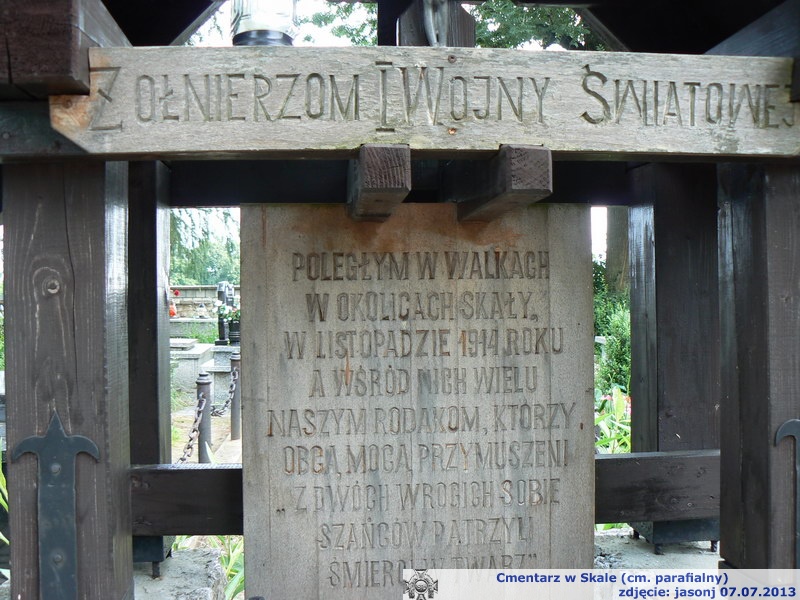 ŻOŁNIERZOM I WOJNY ŚWIATOWEJ
POLEGŁYM W WALKACH
W OKOLICACH SKAŁY,
W LISTOPADZIE 1914 ROKU
A WŚRÓD NICH WIELU
NASZYM RODAKOM, KTÓRZY
OBCĄ MOCĄ PRZYMUSZENI
„Z DWÓCH WROGICH SOBIE
SZAŃCÓW PATRZYLI
ŚMIERCI W TWARZ”
Cmentarz w Skale (cm. parafialny)
zdjęcie: jasonj 07.07.2013